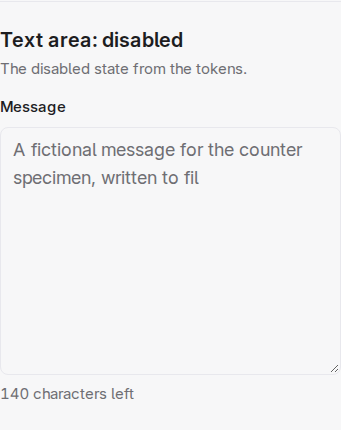 Text area: disabled
The disabled state from the tokens.
Message
A fictional message for the counter
specimen, written to fil
140 characters left